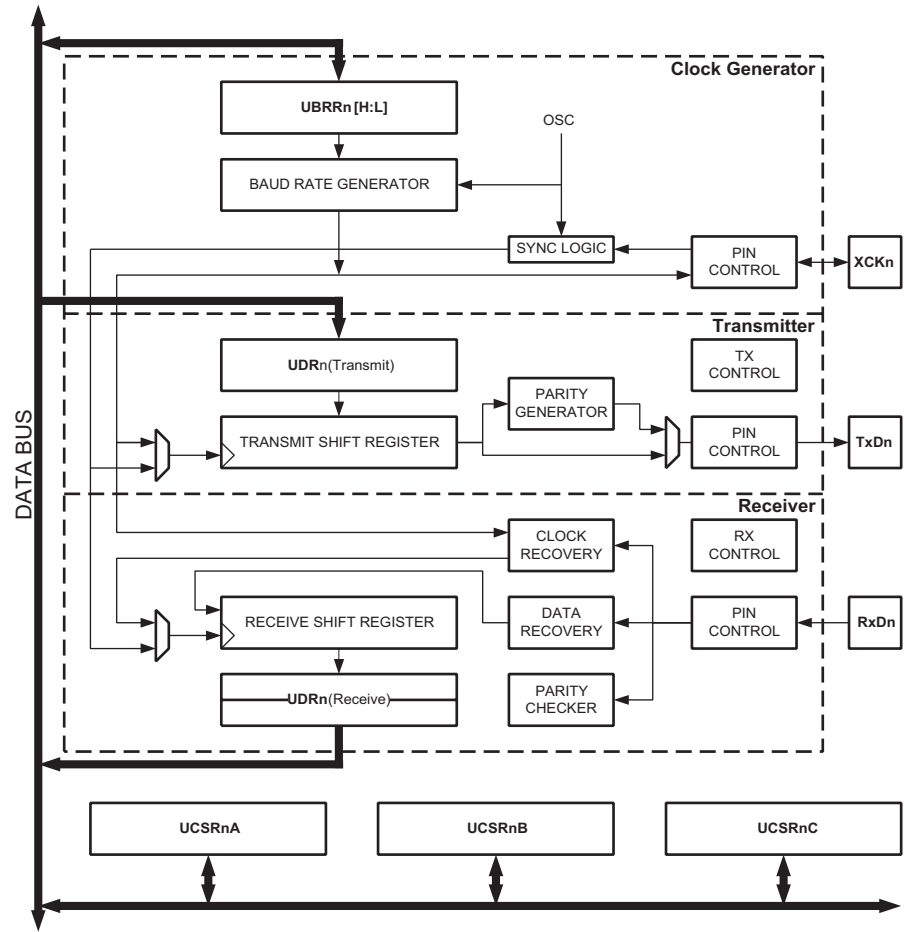 Clock Generator
UBRRn [H:L]
OSC
BAUD RATE GENERATOR
SYNC LOGIC
PIN
CONTROL
XCKn
Transmitter
UDRn(Transmit)
TX
CONTROL
PARITY
GENERATOR
TRANSMIT SHIFT REGISTER
PIN
CONTROL
TxDn
DATA BUS
Receiver
CLOCK
RECOVERY
RX
CONTROL
RECEIVE SHIFT REGISTER
DATA
RECOVERY
PIN
CONTROL
RxDn
UDRn(Receive)
PARITY
CHECKER
UCSRnA
UCSRnB
UCSRnC